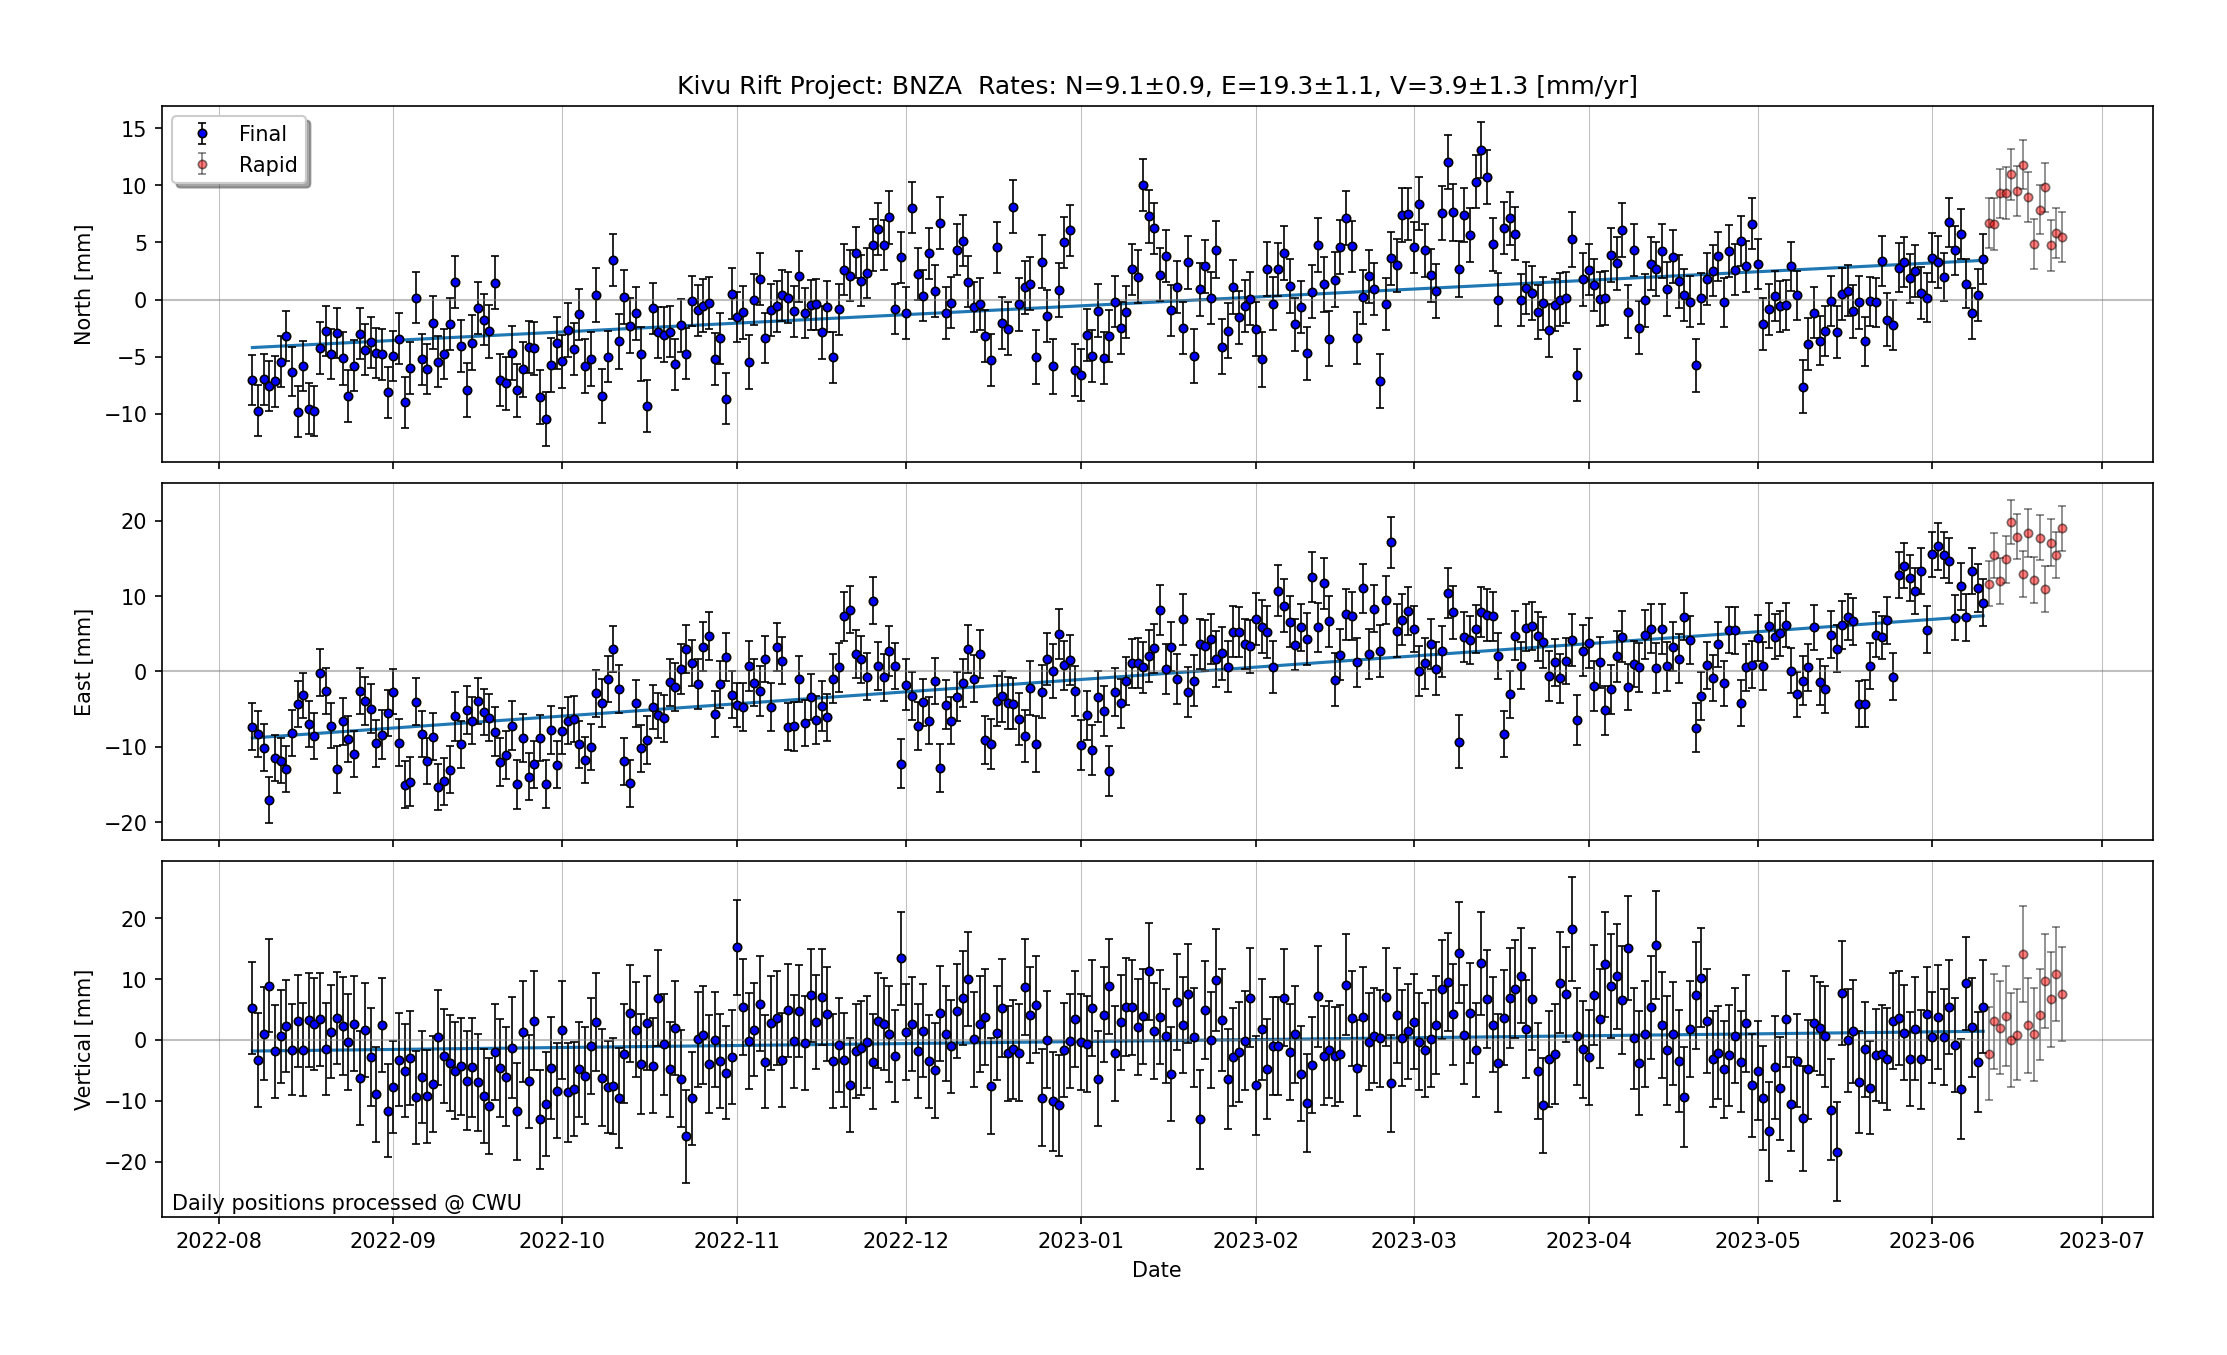 Kivu Rift Project: BNZA  Rates: N=9.1±0.9, E=19.3±1.1, V=3.9±1.3 [mm/yr]
Final
Rapid
North [mm]
15
10
5
0
−5
−10
East [mm]
20
10
0
−10
−20
Vertical [mm]
20
10
0
−10
−20
Daily positions processed @ CWU
2022-08 2022-09 2022-10 2022-11 2022-12 2023-01 2023-02 2023-03 2023-04 2023-05 2023-06 2023-07
Date